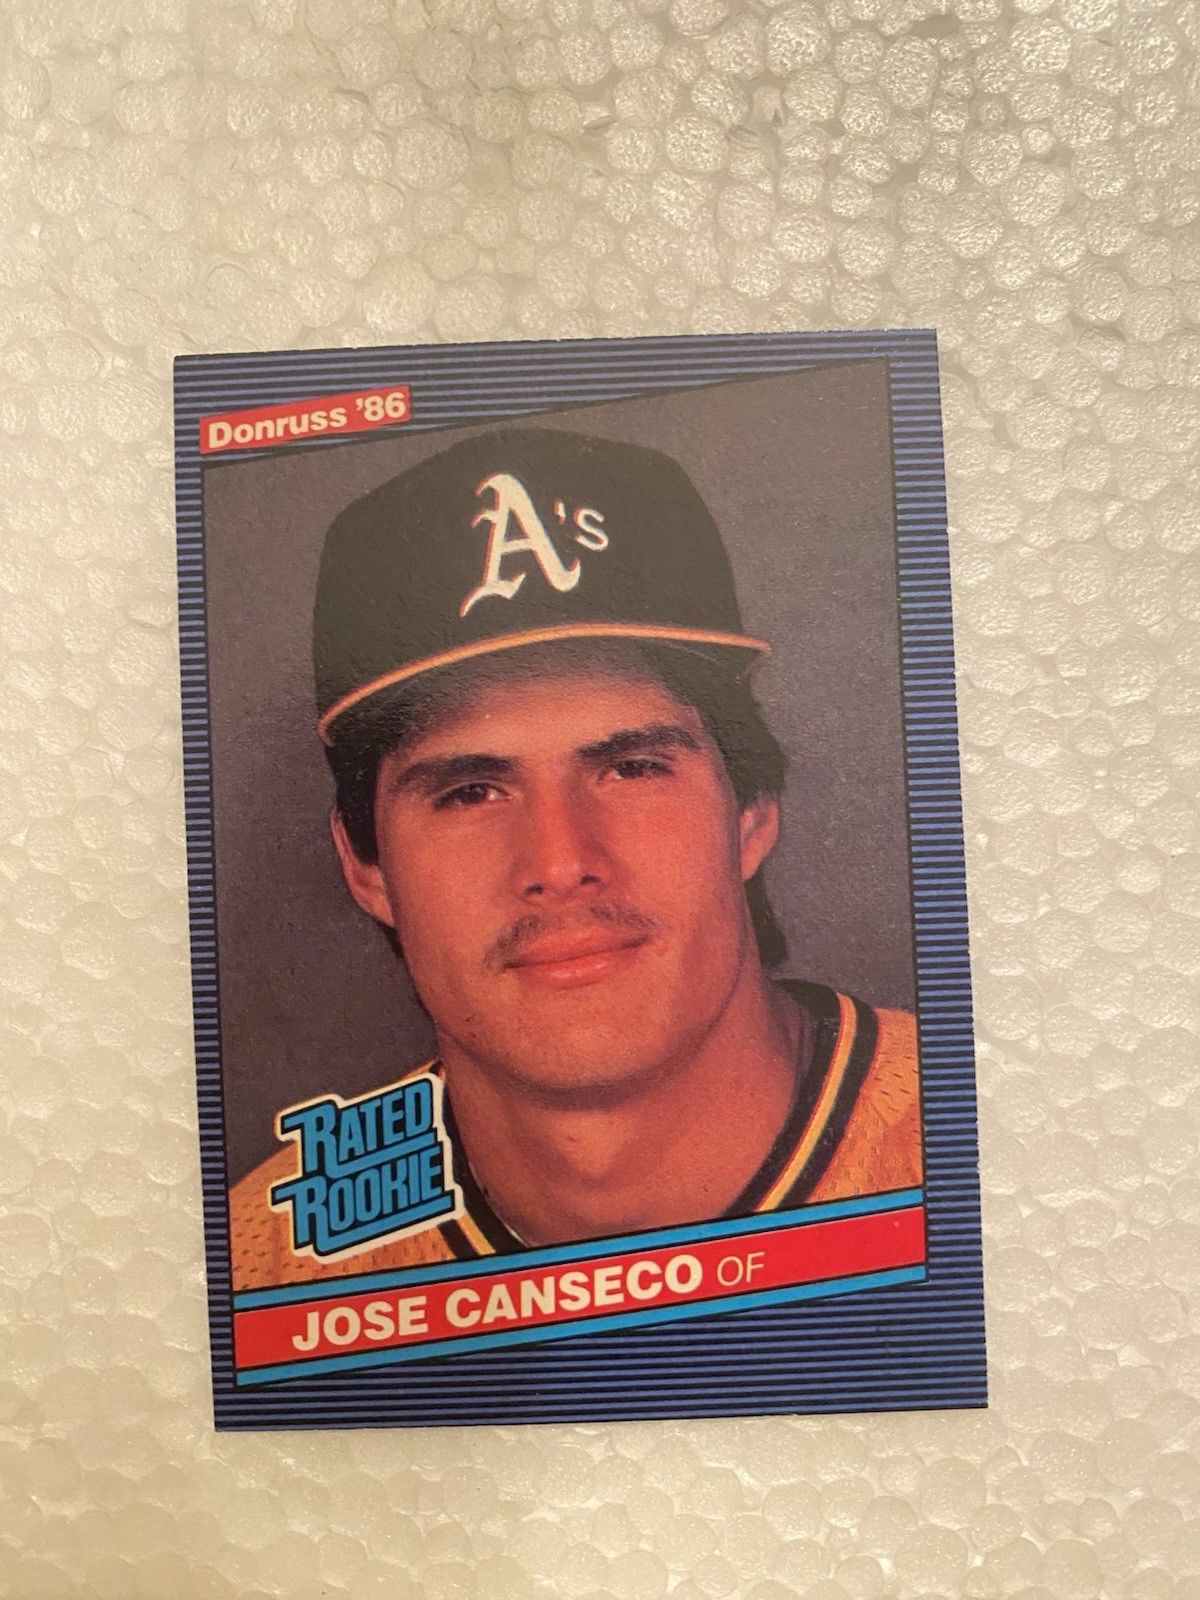 Donruss '86
A's
RATED
ROOKIE
JOSE CANSECO OF